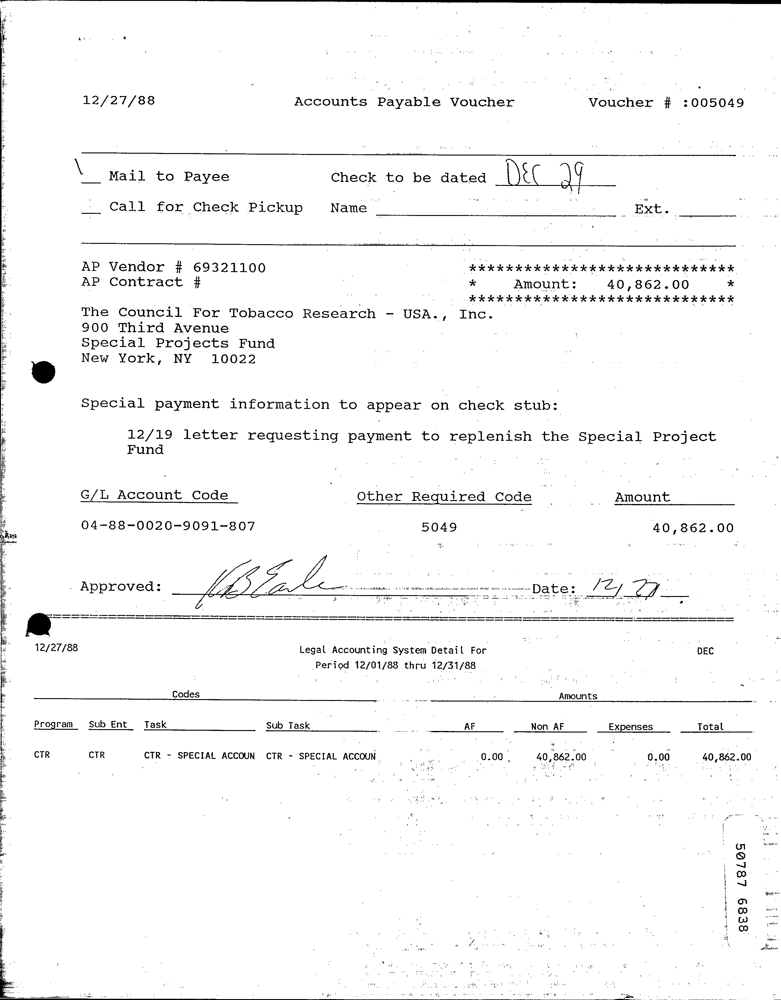 12/27/88 Accounts Payable Voucher Voucher # :005049
\ __ Mail to Payee Check to be dated DEC 29
__ Call for Check Pickup Name ____ Ext. ____
AP Vendor # 69321100 *****************************
AP Contract # * Amount: 40,862.00 *
*****************************
The Council For Tobacco Research - USA., Inc.
900 Third Avenue
Special Projects Fund
New York, NY 10022
Special payment information to appear on check stub:
12/19 letter requesting payment to replenish the Special Project
Fund
G/L Account Code Other Required Code Amount
04-88-0020-9091-807 5049 40,862.00
Approved: Date: 12/27
12/27/88 Legal Accounting System Detail For DEC
Period 12/01/88 thru 12/31/88
Codes Amounts
Program Sub Ent Task Sub Task AF Non AF Expenses Total
CTR CTR CTR - SPECIAL ACCOUN CTR - SPECIAL ACCOUN 0.00 40,862.00 0.00 40,862.00
50787 6838